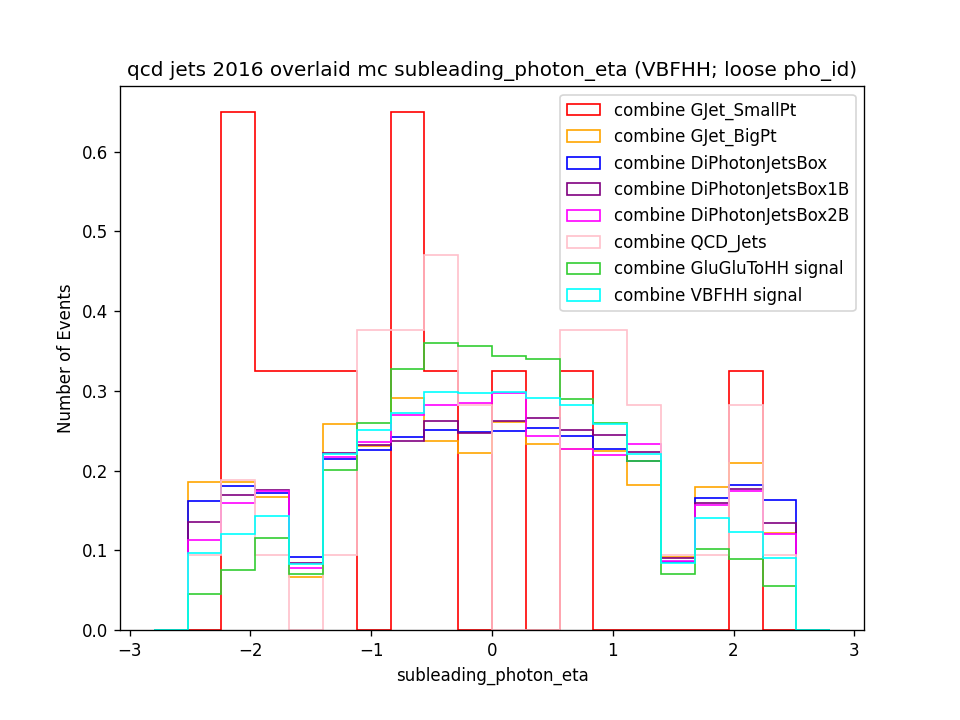 qcd jets 2016 overlaid mc subleading_photon_eta (VBFHH; loose pho_id)
combine GJet_SmallPt
combine GJet_BigPt
combine DiPhotonJetsBox
combine DiPhotonJetsBox1B
combine DiPhotonJetsBox2B
combine QCD_Jets
combine GluGluToHH signal
combine VBFHH signal
Number of Events
0.6
0.5
0.4
0.3
0.2
0.1
0.0
−3 −2 −1 0 1 2 3
subleading_photon_eta